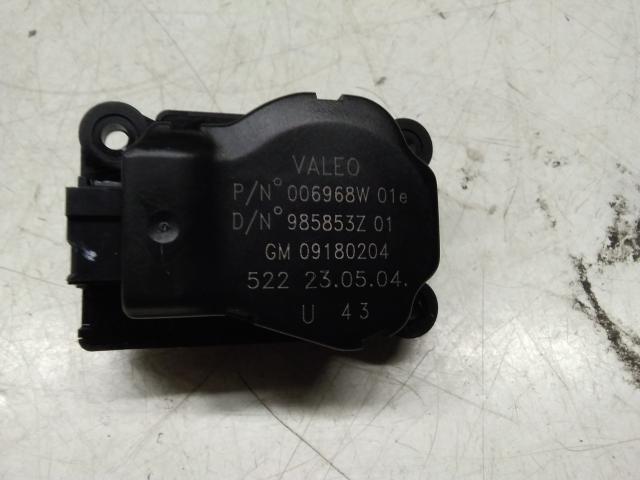 VALEO
P/N° 006968W 01e
D/N° 985853Z 01
GM 09180204
522 23.05.04.
U 43